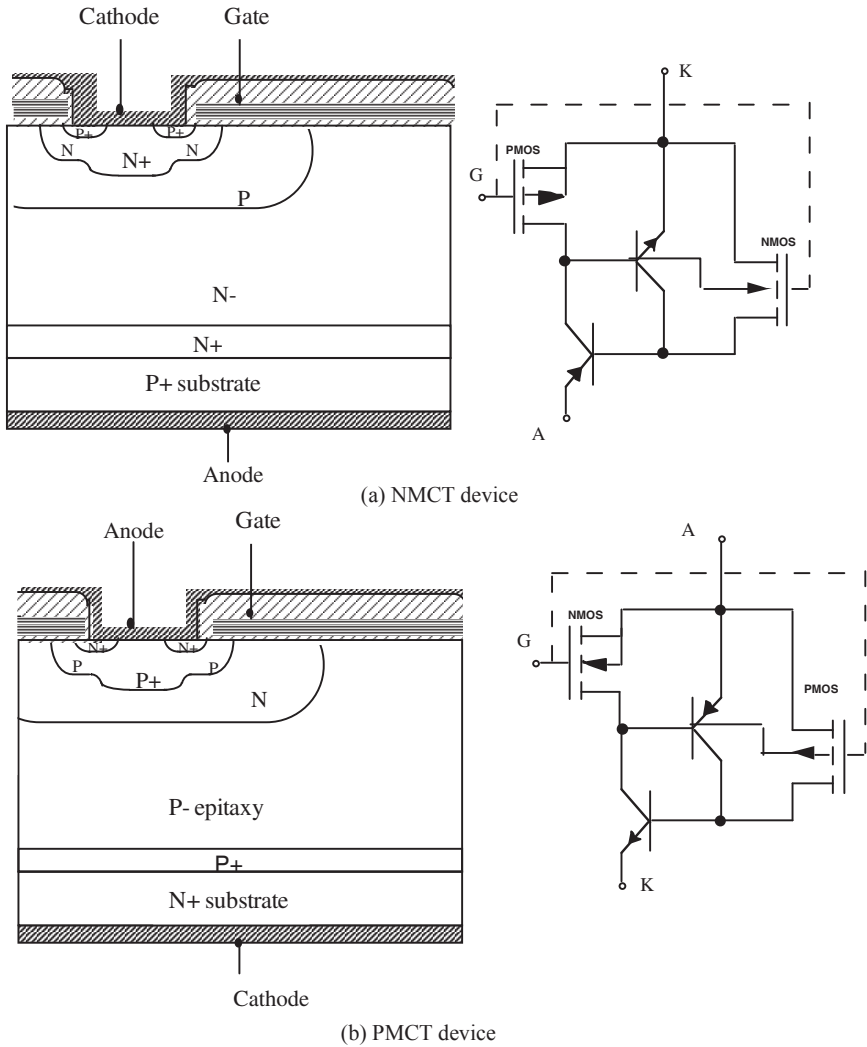 Cathode
Gate
P+
P+
N
N+
N
P
N-
N+
P+ substrate
Anode
K
PMOS
G
NMOS
A
(a) NMCT device
Anode
Gate
N+
N+
P
P+
P
N
P- epitaxy
P+
N+ substrate
Cathode
A
NMOS
G
PMOS
K
(b) PMCT device